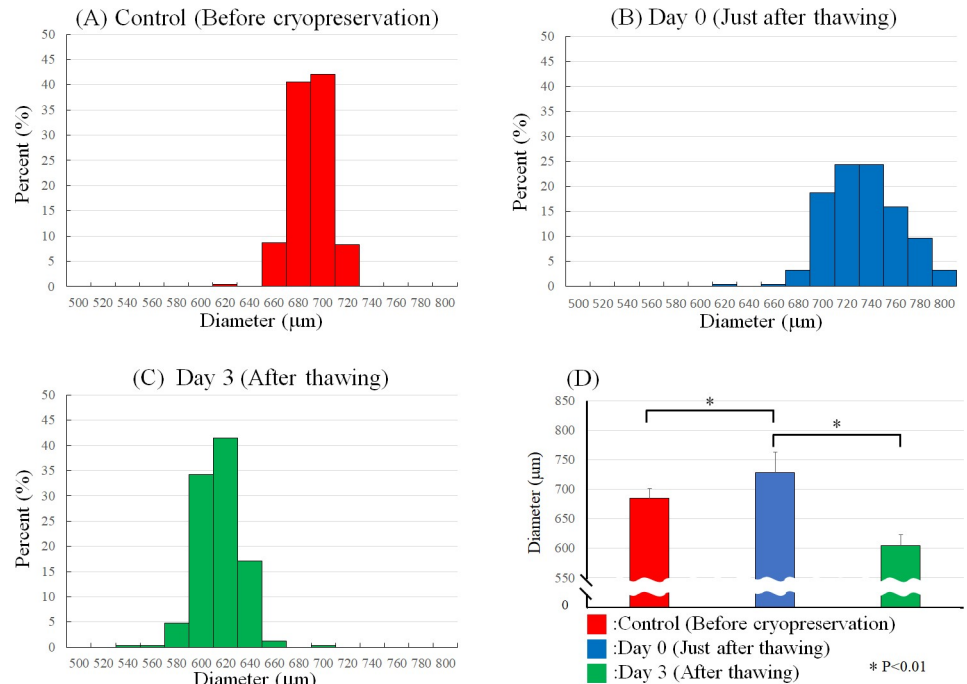 (A) Control (Before cryopreservation)
50
45
40
35
30
25
20
15
10
5
0
Percent (%)
500 520 540 560 580 600 620 640 660 680 700 720 740 760 780 800
Diameter (μm)
(B) Day 0 (Just after thawing)
50
45
40
35
30
25
20
15
10
5
0
Percent (%)
500 520 540 560 580 600 620 640 660 680 700 720 740 760 780 800
Diameter (μm)
(C) Day 3 (After thawing)
50
45
40
35
30
25
20
15
10
5
0
Percent (%)
500 520 540 560 580 600 620 640 660 680 700 720 740 760 780 800
Diameter (μm)
(D)
850
800
750
700
650
600
550
0
Diameter (μm)
*
*
:Control (Before cryopreservation)
:Day 0 (Just after thawing)
:Day 3 (After thawing)
* P<0.01